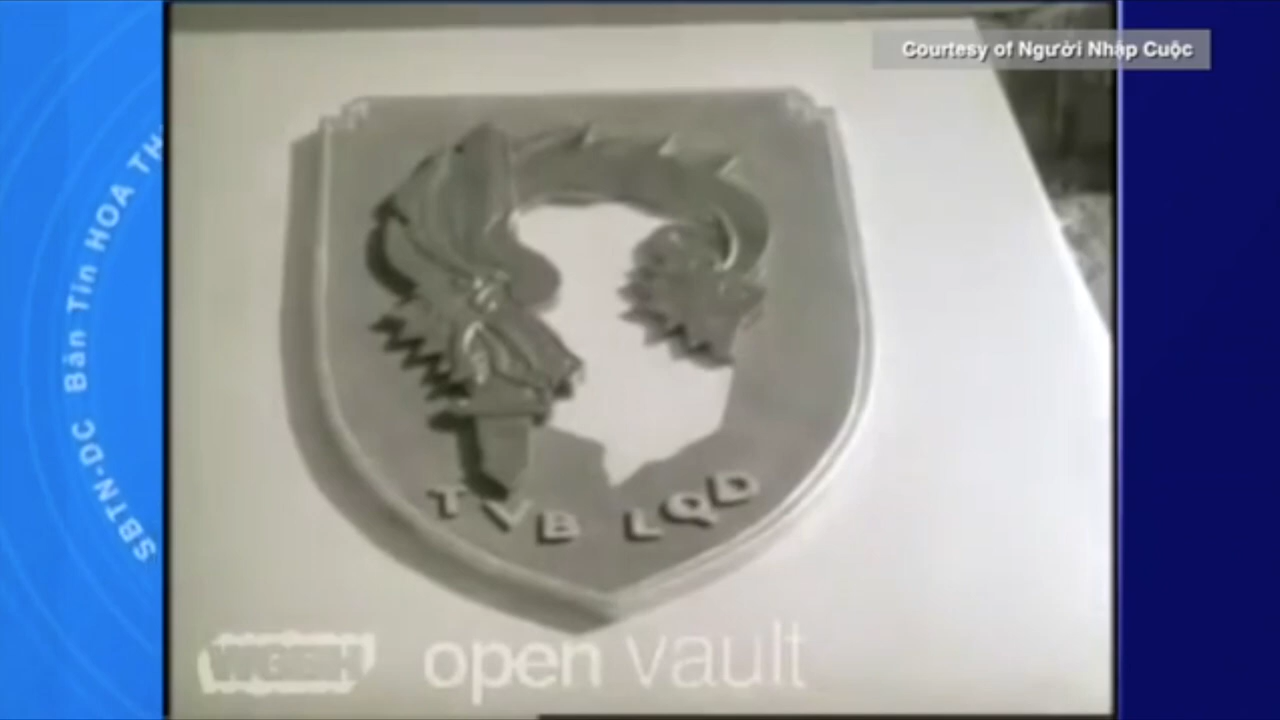 Courtesy of Người Nhập Cuộc
SBTN-DC Bản Tin HOA TH
TVB LQD
WGBH
open vault